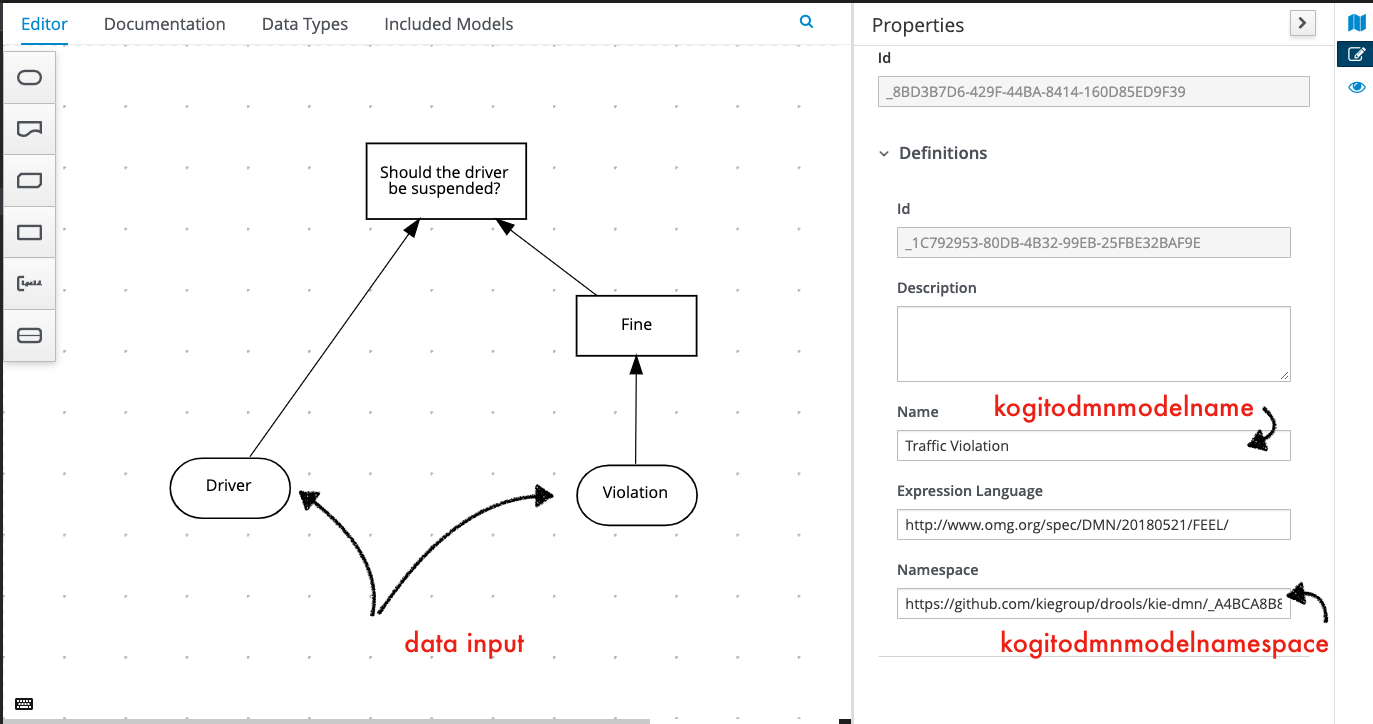 Editor Documentation Data Types Included Models
Should the driver
be suspended?
Fine
Driver
Violation
data input
Properties
Id
_8BD3B7D6-429F-44BA-8414-160D85ED9F39
Definitions
Id
_1C792953-80DB-4B32-99EB-25FBE32BAF9E
Description
kogitodmnmodelname
Name
Traffic Violation
Expression Language
http://www.omg.org/spec/DMN/20180521/FEEL/
Namespace
https://github.com/kiegroup/drools/kie-dmn/_A4BCA8B8
kogitodmnmodelnamespace